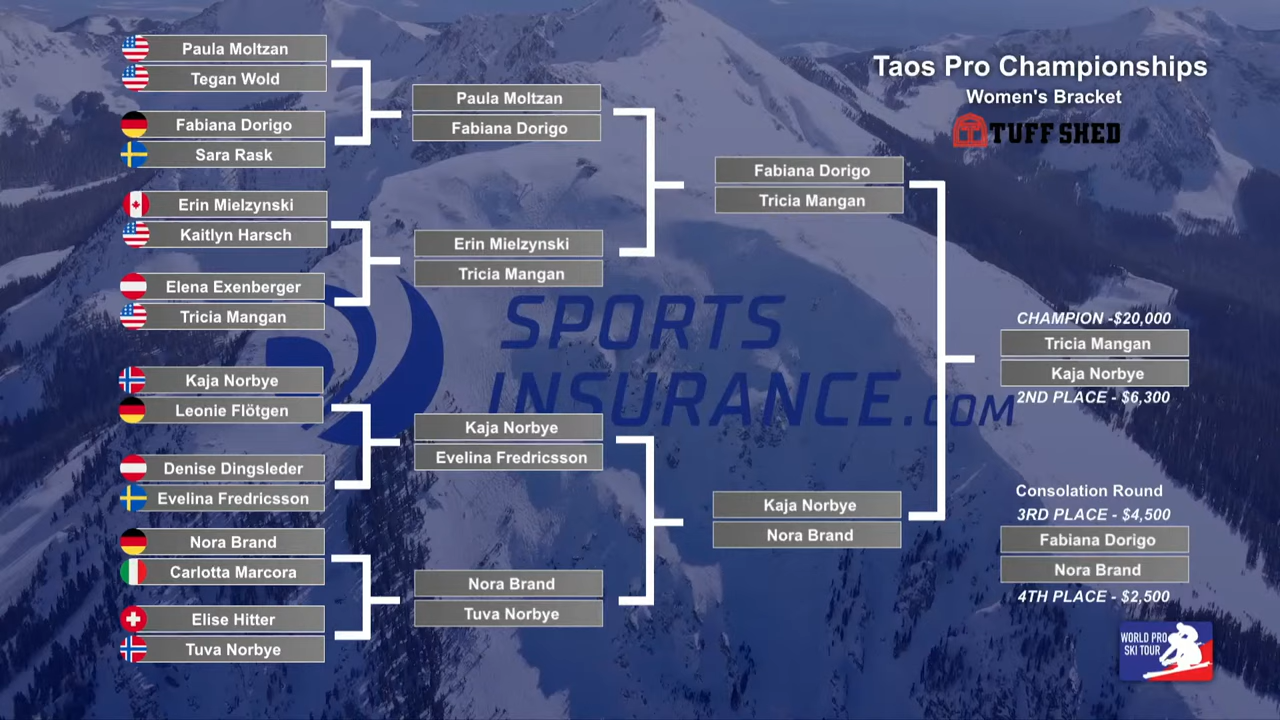 Taos Pro Championships
Women's Bracket
TUFF SHED
Paula Moltzan
Tegan Wold
Fabiana Dorigo
Sara Rask
Erin Mielzynski
Kaitlyn Harsch
Elena Exenberger
Tricia Mangan
Kaja Norbye
Leonie Flötgen
Denise Dingsleder
Evelina Fredricsson
Nora Brand
Carlotta Marcora
Elise Hitter
Tuva Norbye
Paula Moltzan
Fabiana Dorigo
Erin Mielzynski
Tricia Mangan
Kaja Norbye
Evelina Fredricsson
Nora Brand
Tuva Norbye
Fabiana Dorigo
Tricia Mangan
Kaja Norbye
Nora Brand
CHAMPION -$20,000
Tricia Mangan
Kaja Norbye
2ND PLACE - $6,300
Consolation Round
3RD PLACE - $4,500
Fabiana Dorigo
Nora Brand
4TH PLACE - $2,500
SPORTS
INSURANCE.COM
WORLD PRO
SKI TOUR